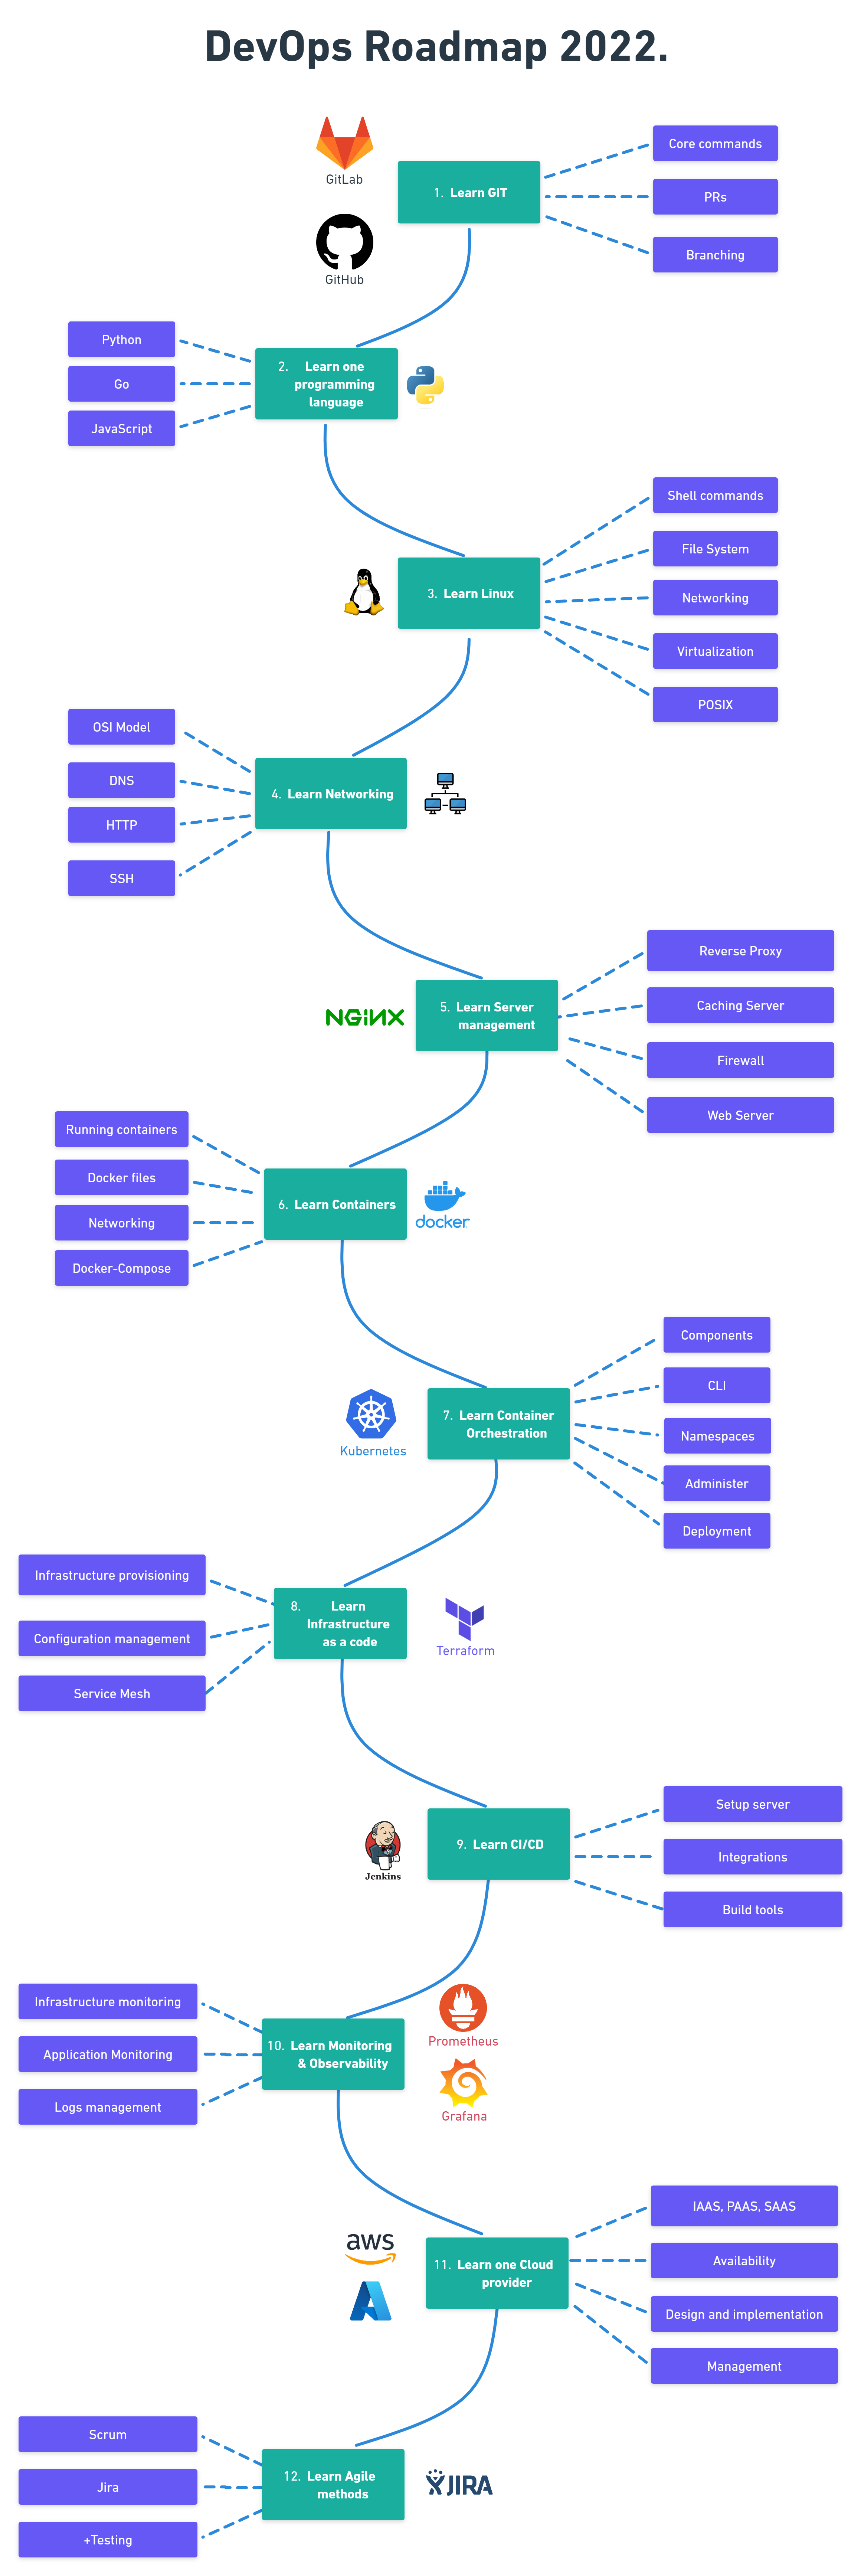 DevOps Roadmap 2022.
GitLab
GitHub
1. Learn GIT
Core commands
PRs
Branching
Python
Go
JavaScript
2. Learn one
programming
language
3. Learn Linux
Shell commands
File System
Networking
Virtualization
POSIX
OSI Model
DNS
HTTP
SSH
4. Learn Networking
NGiNX
5. Learn Server
management
Reverse Proxy
Caching Server
Firewall
Web Server
Running containers
Docker files
Networking
Docker-Compose
6. Learn Containers
docker
Kubernetes
7. Learn Container
Orchestration
Components
CLI
Namespaces
Administer
Deployment
Infrastructure provisioning
Configuration management
Service Mesh
8. Learn
Infrastructure
as a code
Terraform
Jenkins
9. Learn CI/CD
Setup server
Integrations
Build tools
Infrastructure monitoring
Application Monitoring
Logs management
10. Learn Monitoring
& Observability
Prometheus
Grafana
aws
11. Learn one Cloud
provider
IAAS, PAAS, SAAS
Availability
Design and implementation
Management
Scrum
Jira
+Testing
12. Learn Agile
methods
JIRA